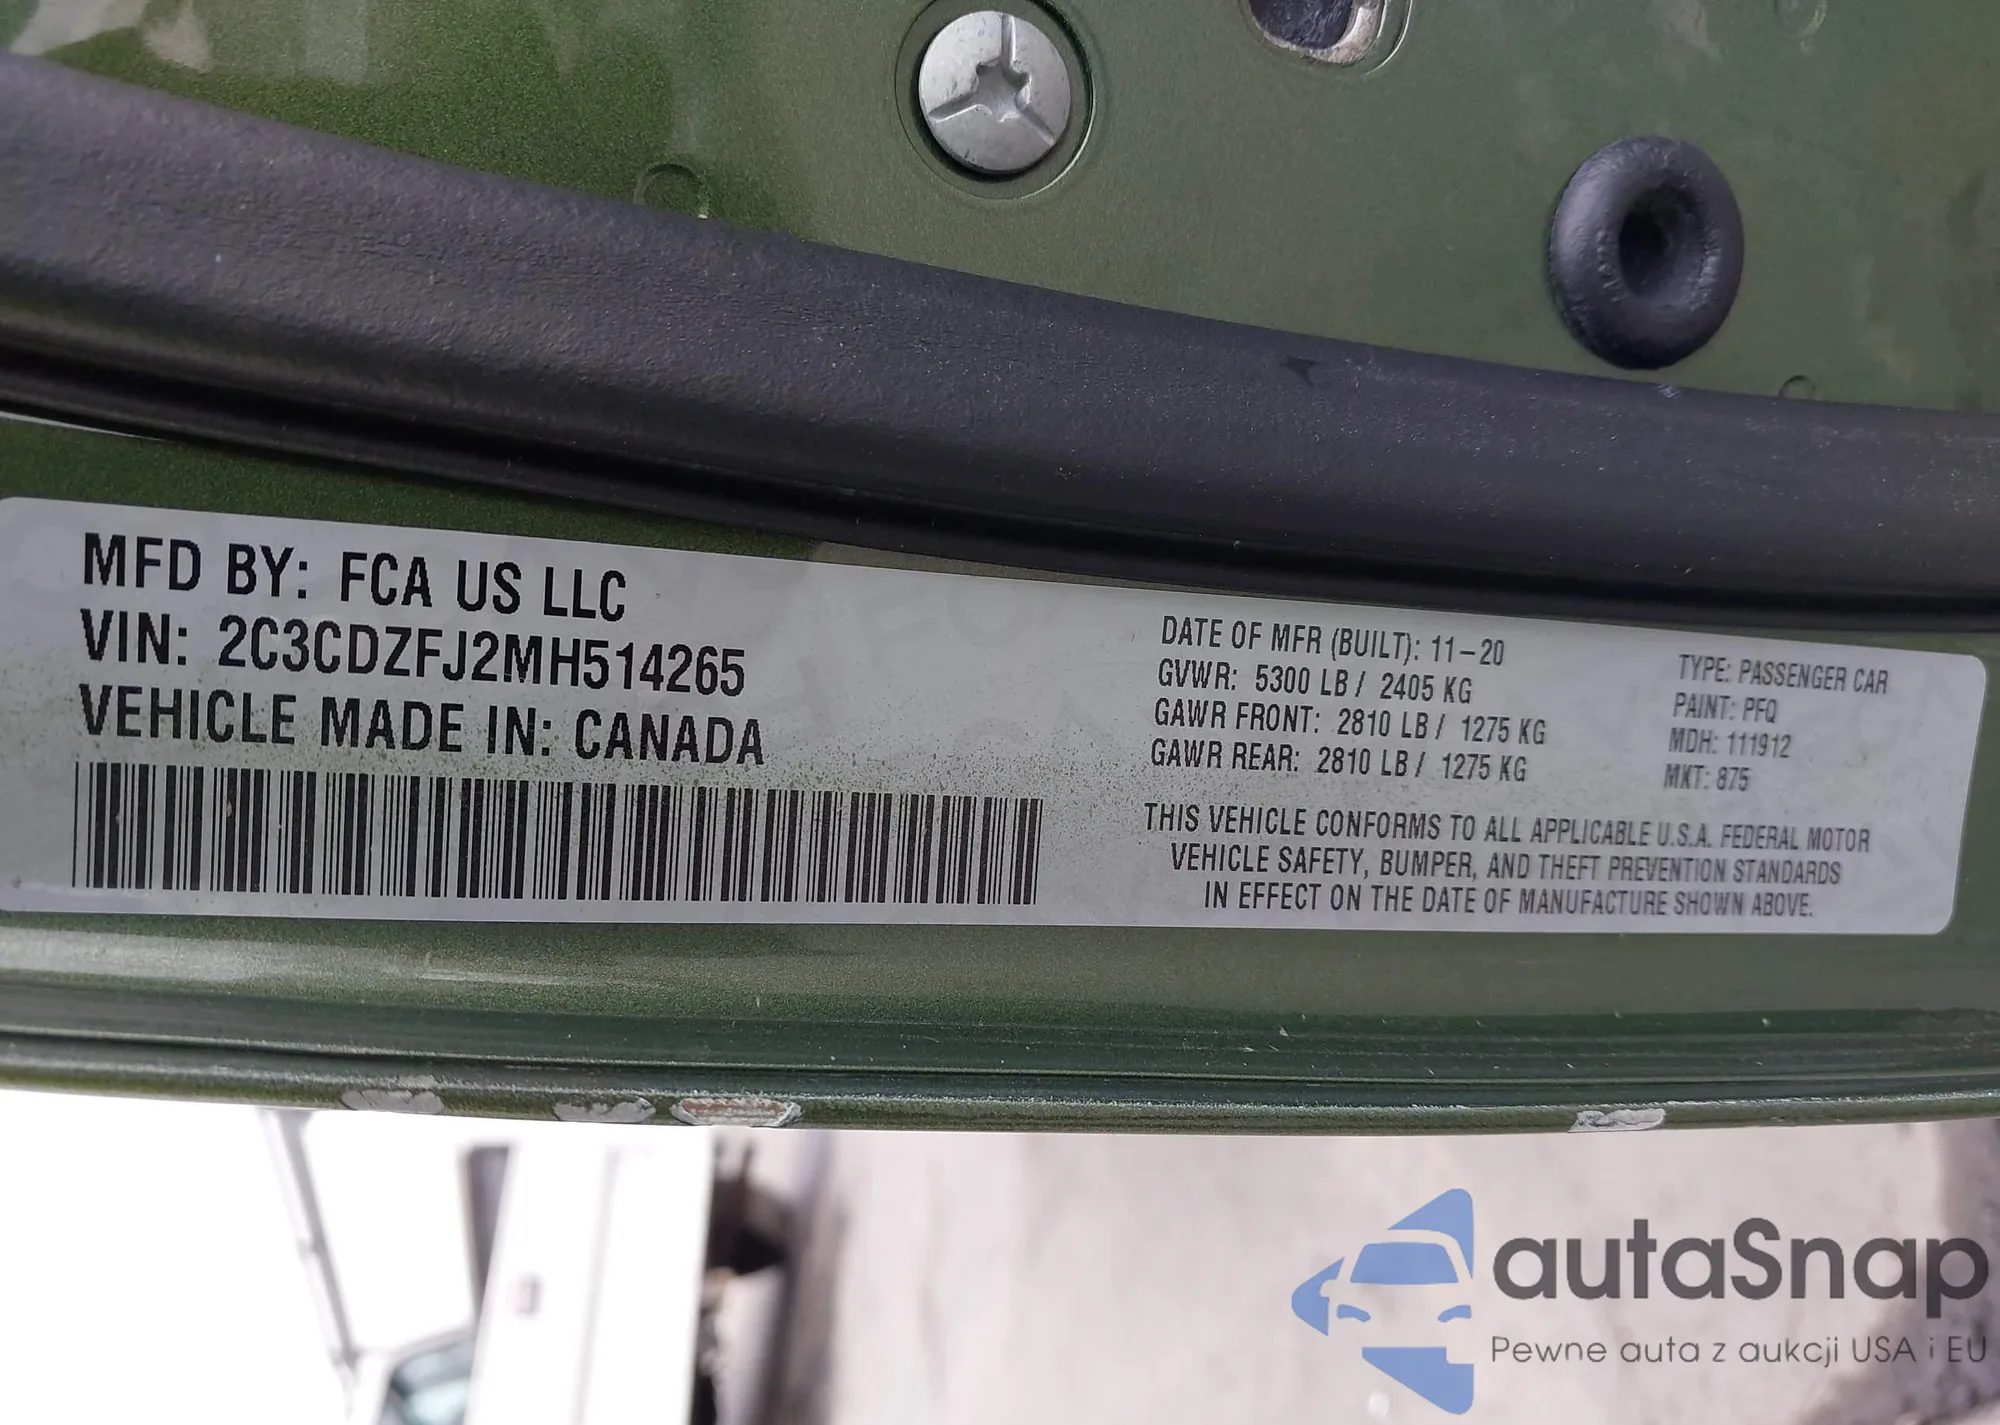 MFD BY: FCA US LLC
VIN: 2C3CDZFJ2MH514265
VEHICLE MADE IN: CANADA
DATE OF MFR (BUILT): 11-20
GVWR: 5300 LB / 2405 KG
GAWR FRONT: 2810 LB / 1275 KG
GAWR REAR: 2810 LB / 1275 KG
TYPE: PASSENGER CAR
PAINT: PFQ
MDH: 111912
MKT: 875
THIS VEHICLE CONFORMS TO ALL APPLICABLE U.S.A. FEDERAL MOTOR
VEHICLE SAFETY, BUMPER, AND THEFT PREVENTION STANDARDS
IN EFFECT ON THE DATE OF MANUFACTURE SHOWN ABOVE.
autaSnap
Pewne auta z aukcji USA i EU